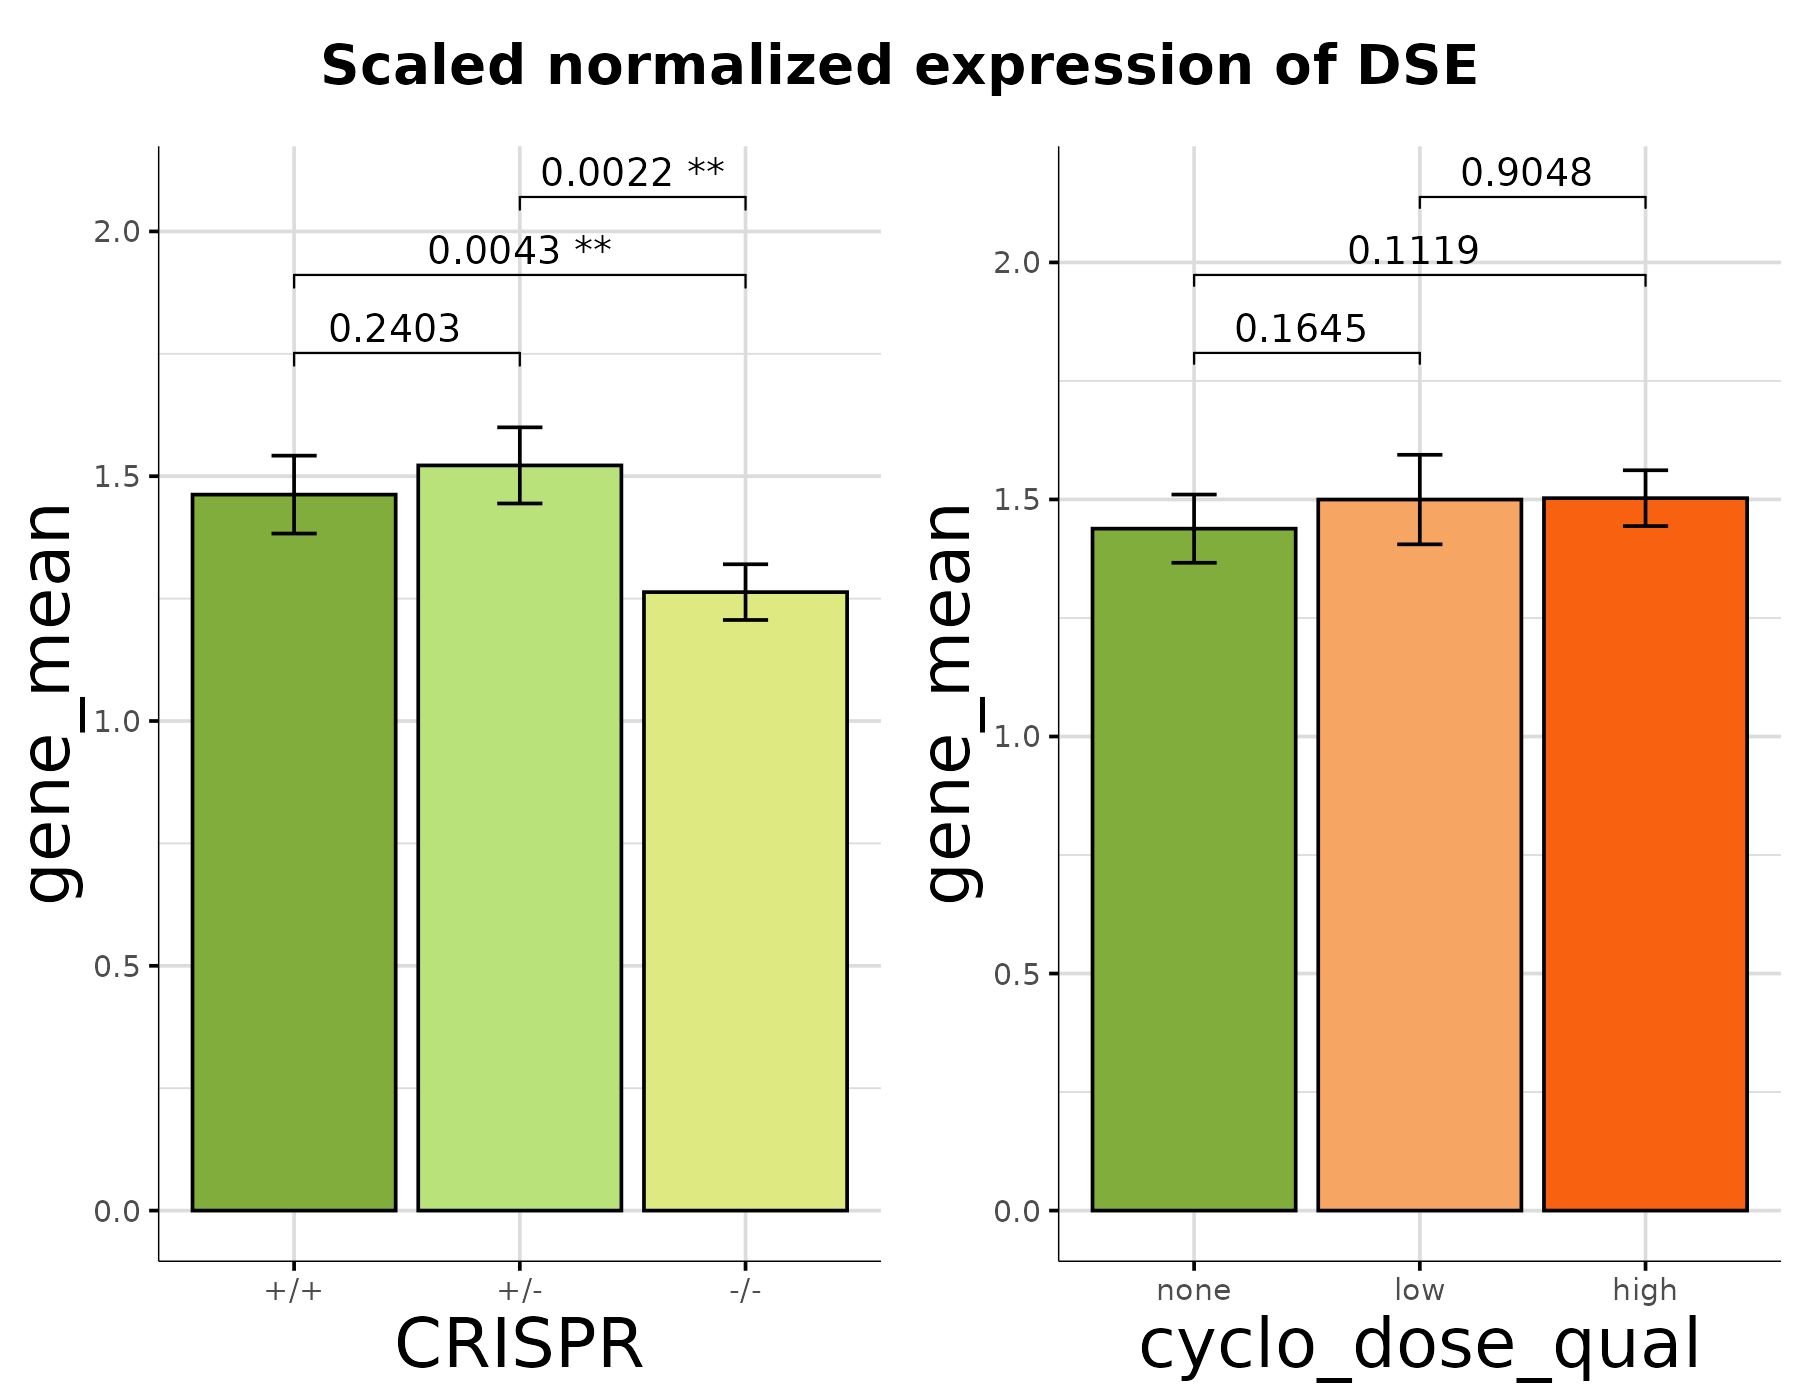 Scaled normalized expression of DSE
gene_mean
2.0
1.5
1.0
0.5
0.0
0.0022 **
0.0043 **
0.2403
+/+
+/-
-/-
CRISPR
gene_mean
2.0
1.5
1.0
0.5
0.0
0.9048
0.1119
0.1645
none
low
high
cyclo_dose_qual